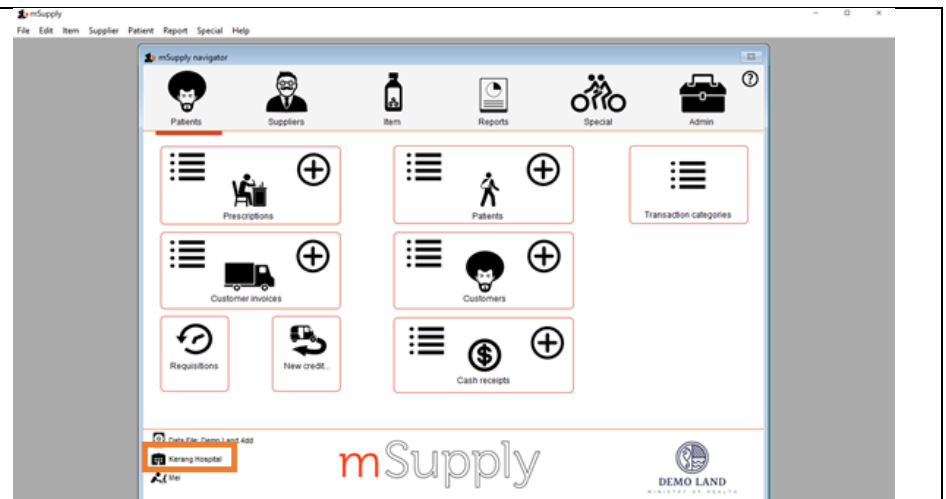 mSupply
File Edit Item Supplier Patient Report Special Help
mSupply navigator
Patients Suppliers Item Reports Special Admin
Prescriptions Patients Transaction categories
Customer invoices Customers
Requisitions New credit... Cash receipts
Data File: Demo Land.4dd
Kerang Hospital
Mei
mSupply
DEMO LAND
MINISTRY OF HEALTH